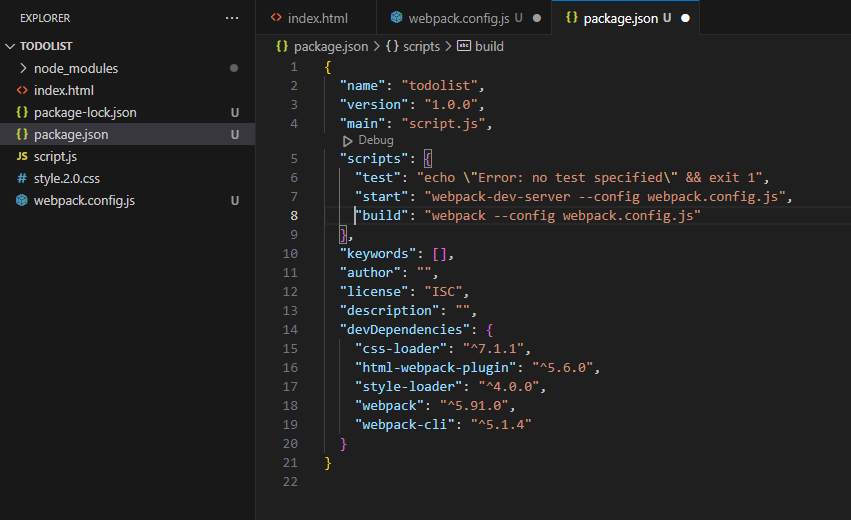 EXPLORER
TODOLIST
node_modules
index.html
package-lock.json U
package.json U
JS script.js
# style.2.0.css
webpack.config.js U
index.html
webpack.config.js U
package.json U
package.json > scripts > abc build
1 {
2 "name": "todolist",
3 "version": "1.0.0",
4 "main": "script.js",
Debug
5 "scripts": {
6 "test": "echo \"Error: no test specified\" && exit 1",
7 "start": "webpack-dev-server --config webpack.config.js",
8 "build": "webpack --config webpack.config.js"
9 },
10 "keywords": [],
11 "author": "",
12 "license": "ISC",
13 "description": "",
14 "devDependencies": {
15 "css-loader": "^7.1.1",
16 "html-webpack-plugin": "^5.6.0",
17 "style-loader": "^4.0.0",
18 "webpack": "^5.91.0",
19 "webpack-cli": "^5.1.4"
20 }
21 }
22